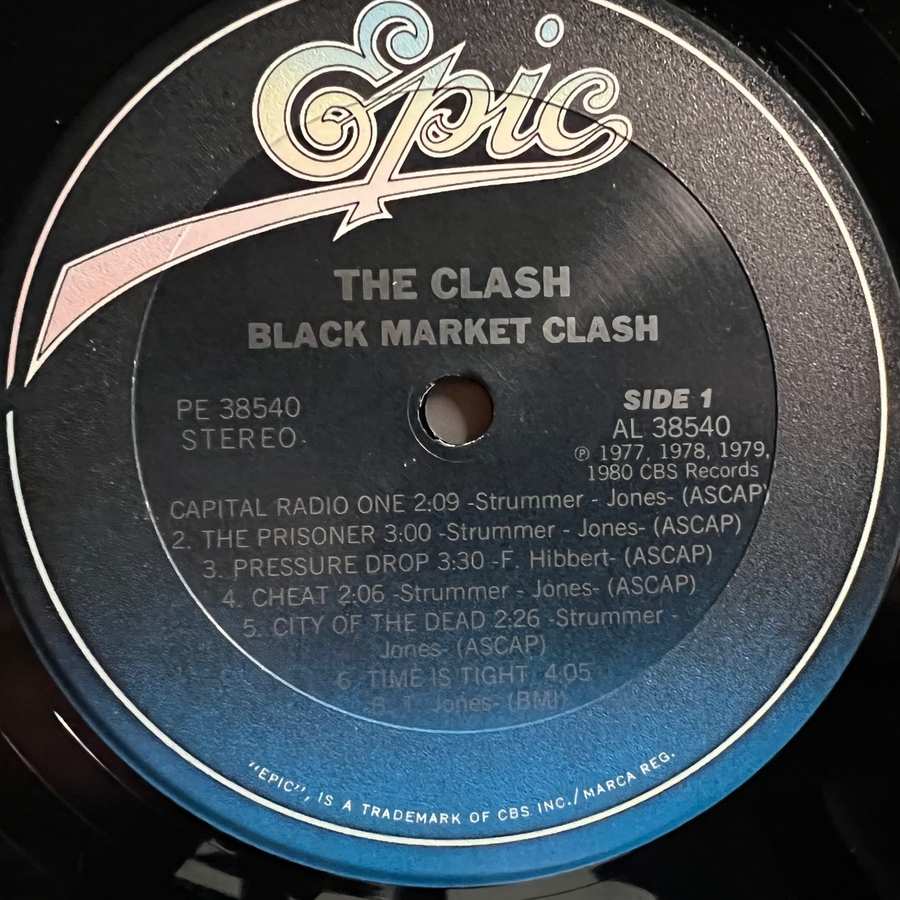 Epic
THE CLASH
BLACK MARKET CLASH
PE 38540
STEREO
SIDE 1
AL 38540
℗ 1977, 1978, 1979,
1980 CBS Records
CAPITAL RADIO ONE 2:09 -Strummer - Jones- (ASCAP)
2. THE PRISONER 3:00 -Strummer - Jones- (ASCAP)
3. PRESSURE DROP 3:30 -F. Hibbert- (ASCAP)
4. CHEAT 2:06 -Strummer - Jones- (ASCAP)
5. CITY OF THE DEAD 2:26 -Strummer -
Jones- (ASCAP)
6. TIME IS TIGHT 4:05
B. T. Jones- (BMI)
"EPIC", IS A TRADEMARK OF CBS INC./MARCA REG.